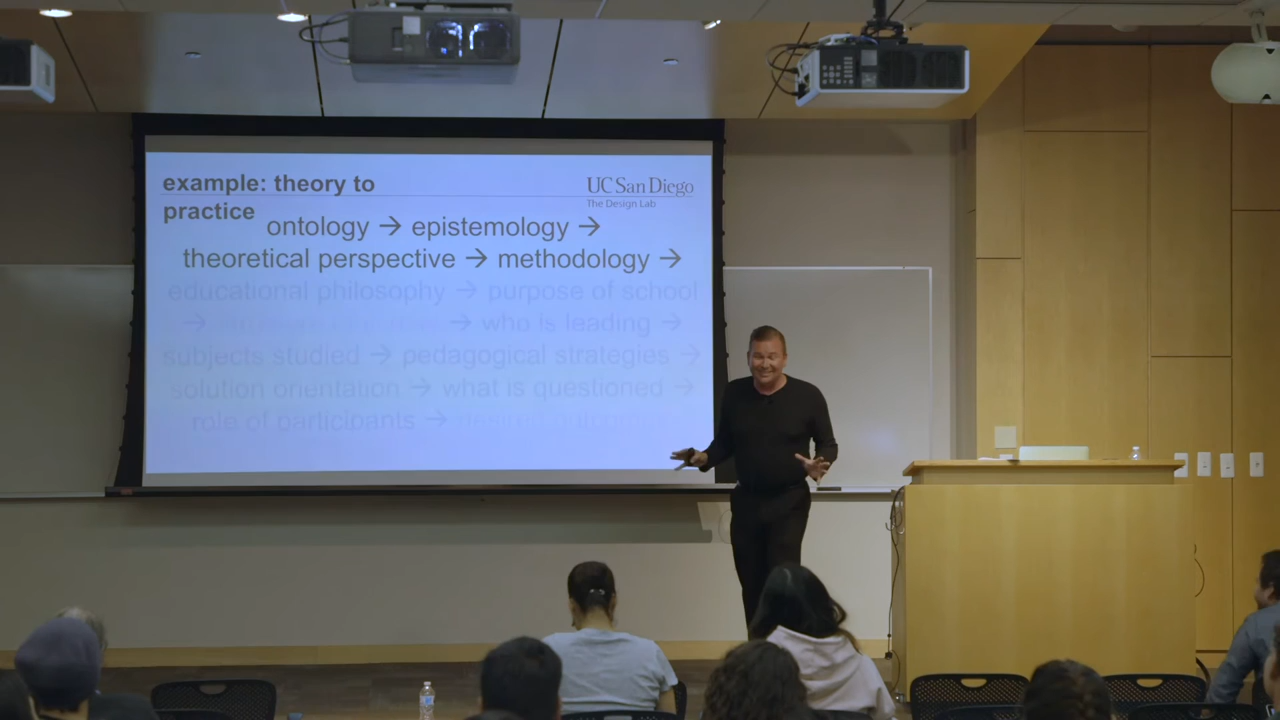 example: theory to
practice
UC San Diego
The Design Lab
ontology → epistemology →
theoretical perspective → methodology →
educational philosophy → purpose of school
→ → who is leading →
subjects studied → pedagogical strategies →
solution orientation → what is questioned →
role of participants →